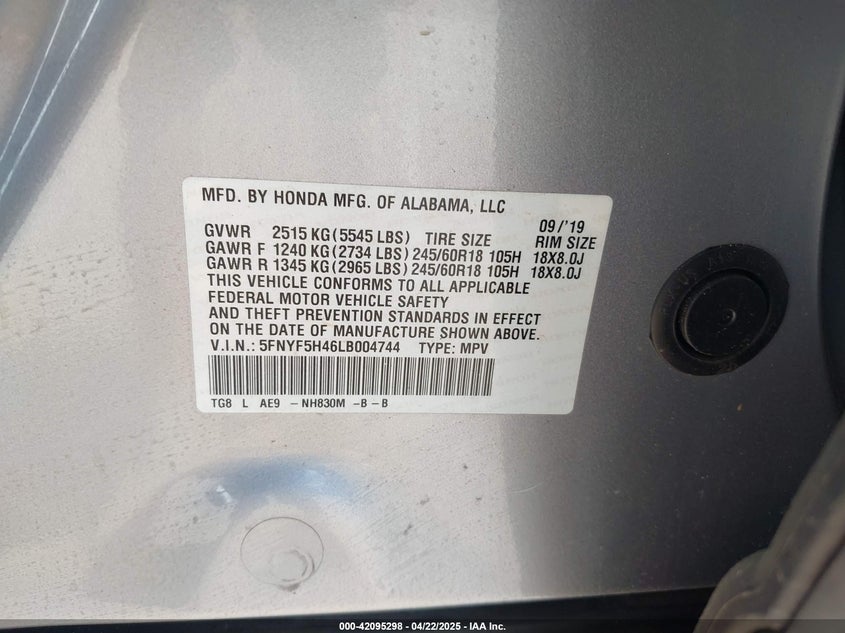 MFD. BY HONDA MFG. OF ALABAMA, LLC
09/'19
GVWR 2515 KG (5545 LBS) TIRE SIZE RIM SIZE
GAWR F 1240 KG (2734 LBS) 245/60R18 105H 18X8.0J
GAWR R 1345 KG (2965 LBS) 245/60R18 105H 18X8.0J
THIS VEHICLE CONFORMS TO ALL APPLICABLE
FEDERAL MOTOR VEHICLE SAFETY
AND THEFT PREVENTION STANDARDS IN EFFECT
ON THE DATE OF MANUFACTURE SHOWN ABOVE.
V.I.N.: 5FNYF5H46LB004744 TYPE: MPV
TG8 L AE9 -NH830M -B-B
000-42095298 - 04/22/2025 - IAA Inc.